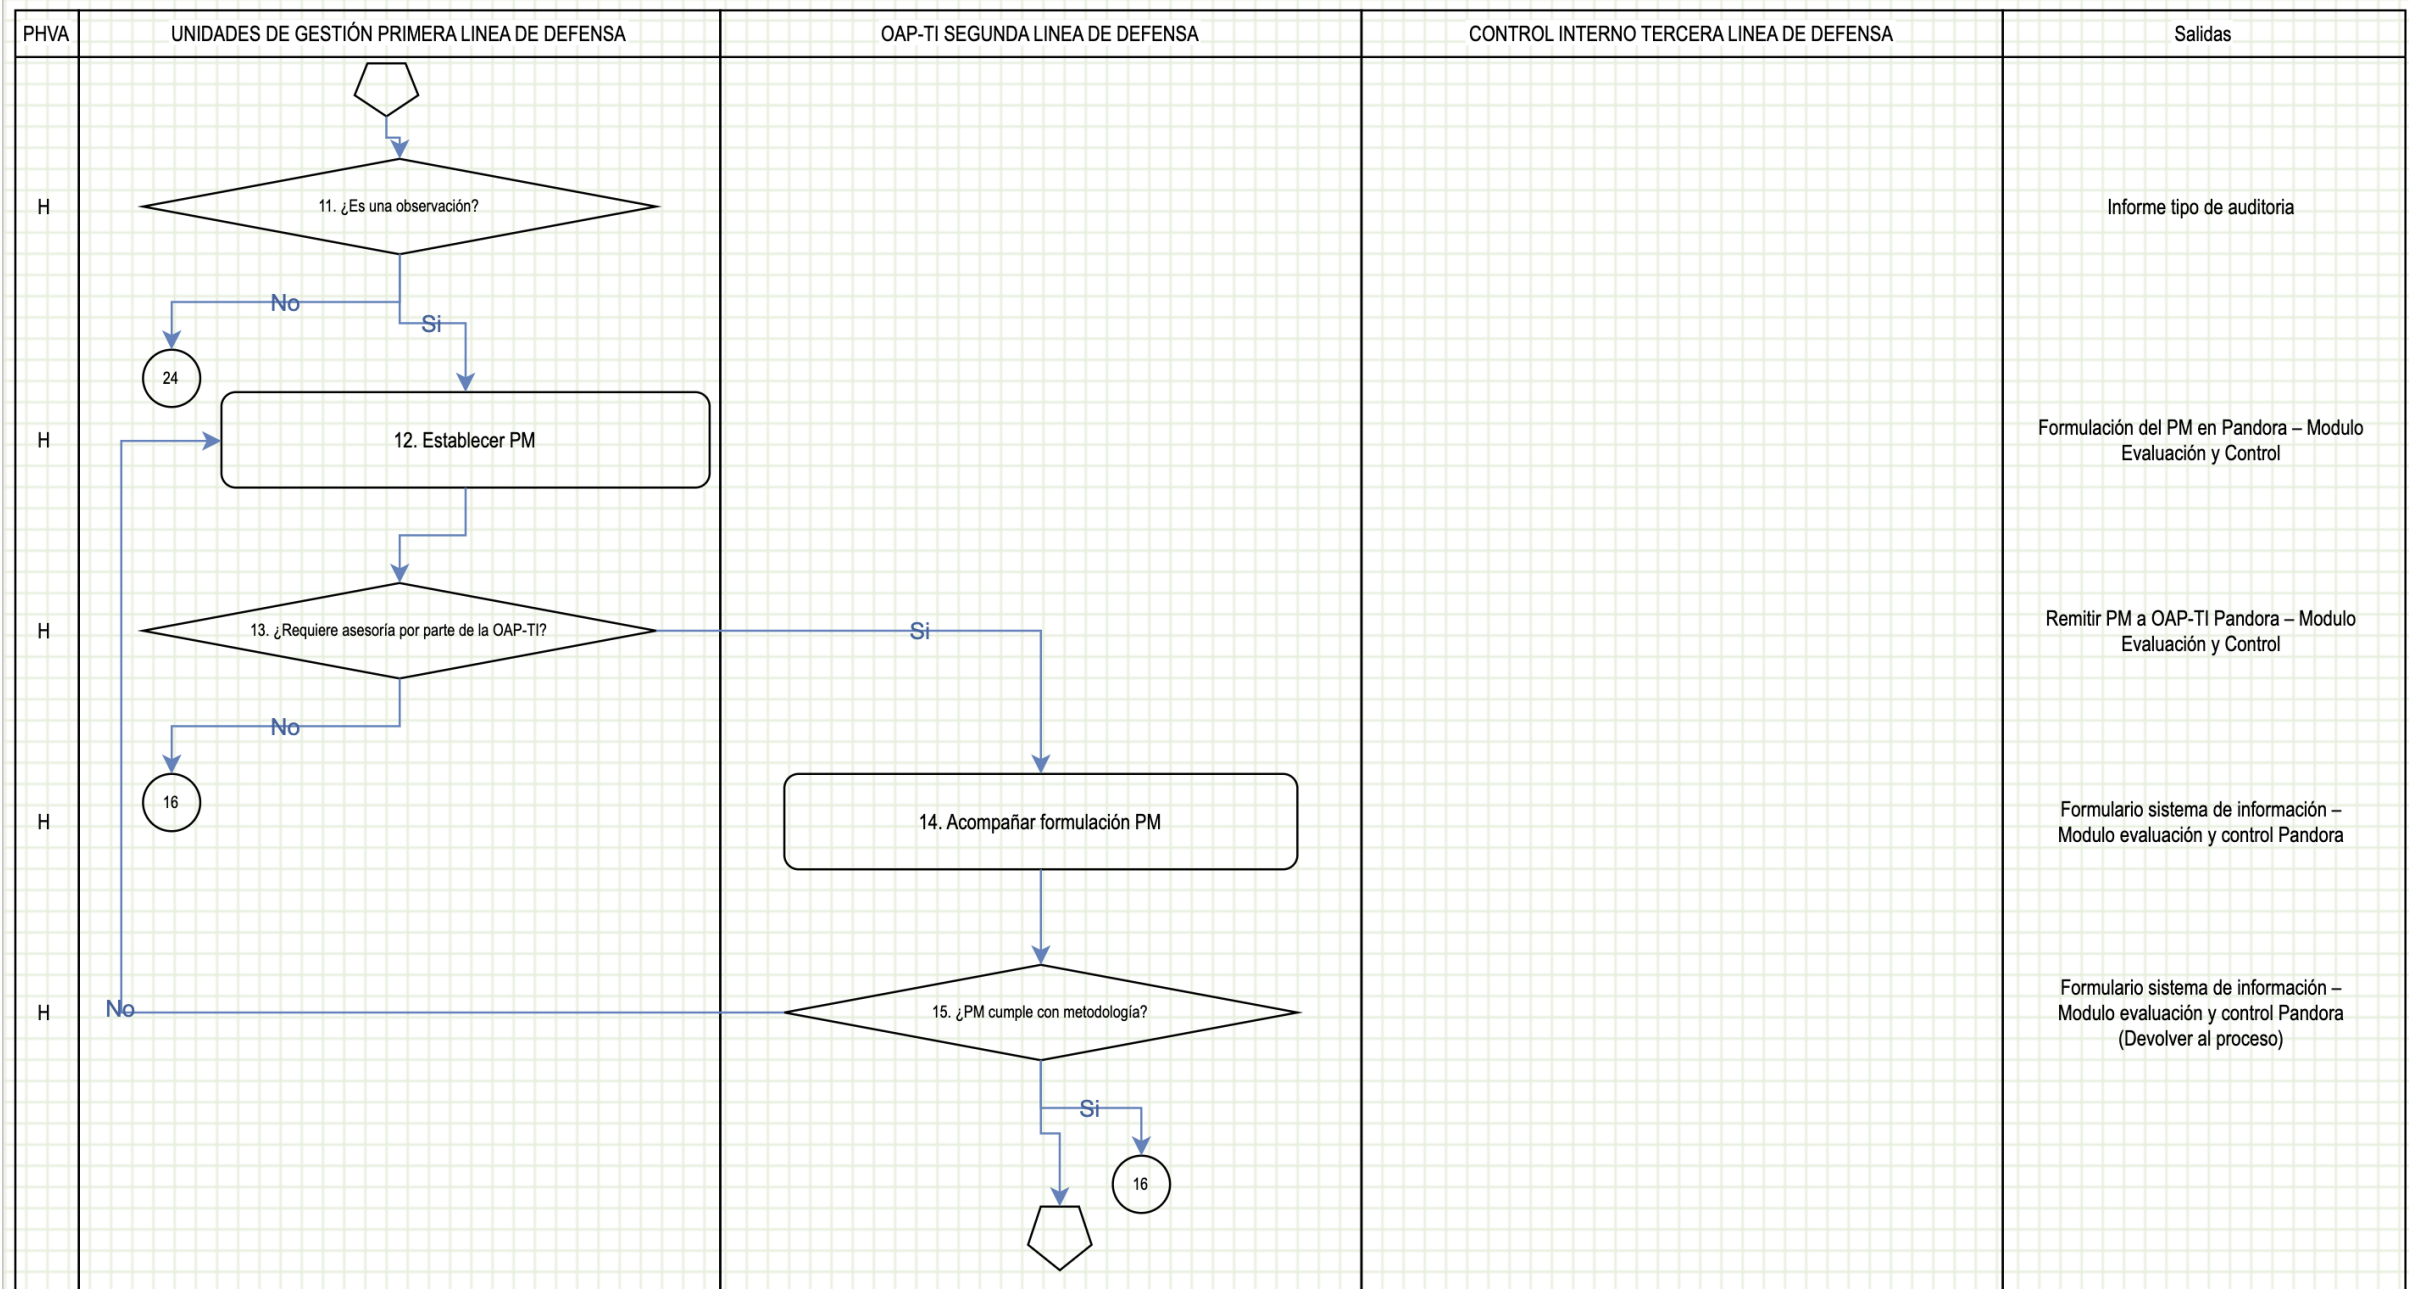 PHVA
UNIDADES DE GESTIÓN PRIMERA LINEA DE DEFENSA
OAP-TI SEGUNDA LINEA DE DEFENSA
CONTROL INTERNO TERCERA LINEA DE DEFENSA
Salidas
H
11. ¿Es una observación?
Informe tipo de auditoria
No
Si
24
H
12. Establecer PM
Formulación del PM en Pandora – Modulo
Evaluación y Control
H
13. ¿Requiere asesoría por parte de la OAP-TI?
Si
Remitir PM a OAP-TI Pandora – Modulo
Evaluación y Control
No
16
H
14. Acompañar formulación PM
Formulario sistema de información –
Modulo evaluación y control Pandora
H
No
15. ¿PM cumple con metodología?
Formulario sistema de información –
Modulo evaluación y control Pandora
(Devolver al proceso)
Si
16